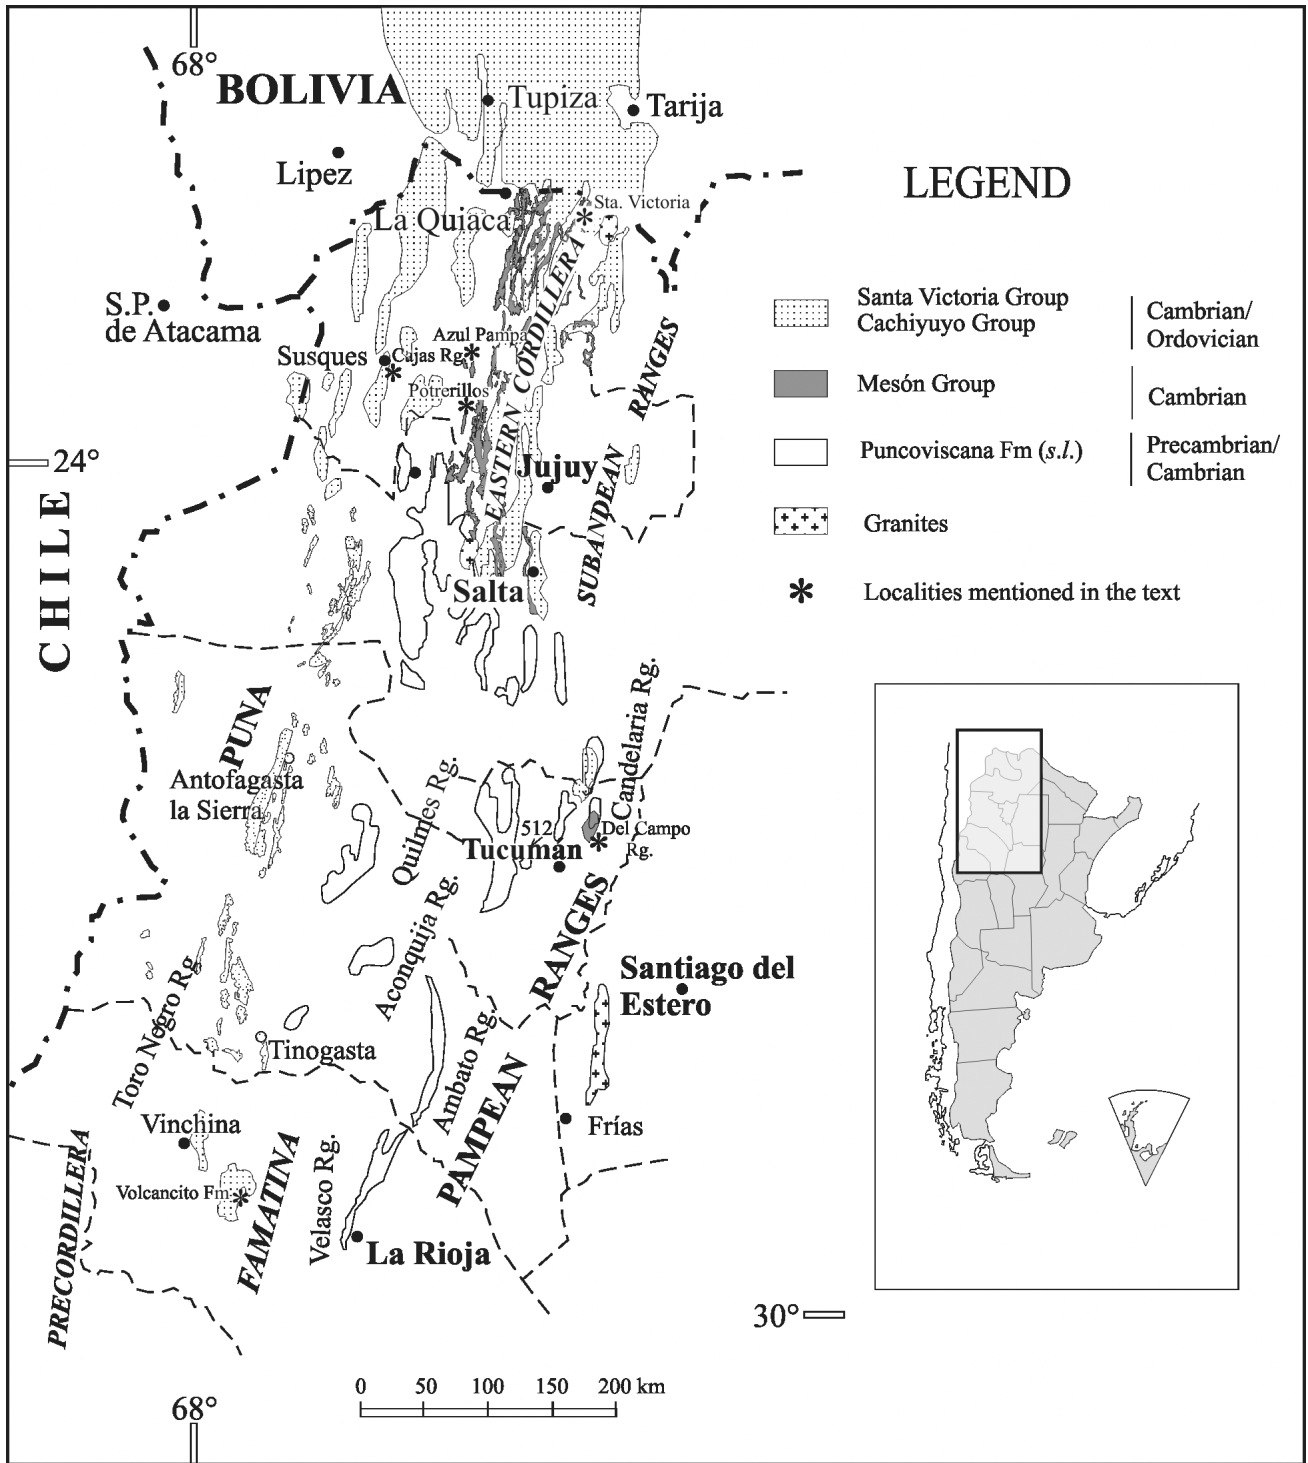 68°
BOLIVIA
Tupiza
Tarija
Lipez
LEGEND
La Quiaca
Sta. Victoria
S.P.
de Atacama
Santa Victoria Group
Cachiyuyo Group
Cambrian/
Ordovician
Azul Pampa
Susques
Cajas Rg.
Mesón Group
Cambrian
Potrerillos
EASTERN CORDILLERA
SUBANDEAN RANGES
24°
Puncoviscana Fm (s.l.)
Precambrian/
Cambrian
Jujuy
Granites
CHILE
Salta
Localities mentioned in the text
PUNA
Candelaria Rg.
Antofagasta
la Sierra
Quilmes Rg.
512
Del Campo
Rg.
Tucumán
Aconquija Rg.
PAMPEAN RANGES
Santiago del
Estero
Toro Negro Rg.
Tinogasta
Ambato Rg.
Vinchina
Frías
Volcancito Fm
PRECORDILLERA
FAMATINA
Velasco Rg.
La Rioja
30°
0 50 100 150 200 km
68°